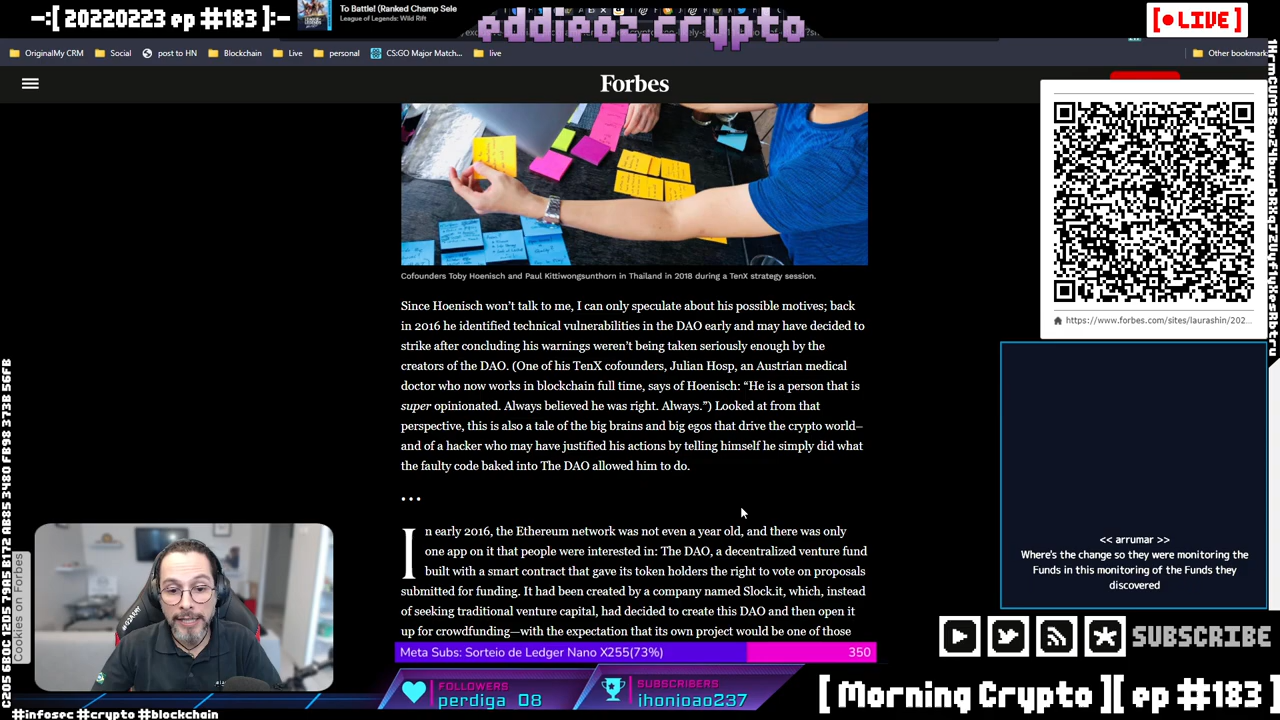 -:[ 20220223 ep #183 ]:-
To Battle! (Ranked Champ Sele
League of Legends: Wild Rift
eddieoz.crypto
[ • LIVE ]
OriginalMy CRM
Social
post to HN
Blockchain
Live
personal
CS:GO Major Match...
live
Other bookmark
Forbes
https://www.forbes.com/sites/laurashin/202...
Cofounders Toby Hoenisch and Paul Kittiwongsunthorn in Thailand in 2018 during a TenX strategy session.
Since Hoenisch won’t talk to me, I can only speculate about his possible motives; back
in 2016 he identified technical vulnerabilities in the DAO early and may have decided to
strike after concluding his warnings weren’t being taken seriously enough by the
creators of the DAO. (One of his TenX cofounders, Julian Hosp, an Austrian medical
doctor who now works in blockchain full time, says of Hoenisch: “He is a person that is
super opinionated. Always believed he was right. Always.”) Looked at from that
perspective, this is also a tale of the big brains and big egos that drive the crypto world–
and of a hacker who may have justified his actions by telling himself he simply did what
the faulty code baked into The DAO allowed him to do.
...
In early 2016, the Ethereum network was not even a year old, and there was only
one app on it that people were interested in: The DAO, a decentralized venture fund
built with a smart contract that gave its token holders the right to vote on proposals
submitted for funding. It had been created by a company named Slock.it, which, instead
of seeking traditional venture capital, had decided to create this DAO and then open it
up for crowdfunding—with the expectation that its own project would be one of those
<< arrumar >>
Where's the change so they were monitoring the
Funds in this monitoring of the Funds they
discovered
Cookies on Forbes
Meta Subs: Sorteio de Ledger Nano X255(73%)
350
FOLLOWERS
perdiga_08
SUBSCRIBERS
jhonjoao237
SUBSCRIBE
[ Morning Crypto ][ ep #183 ]
#infosec #crypto #blockchain